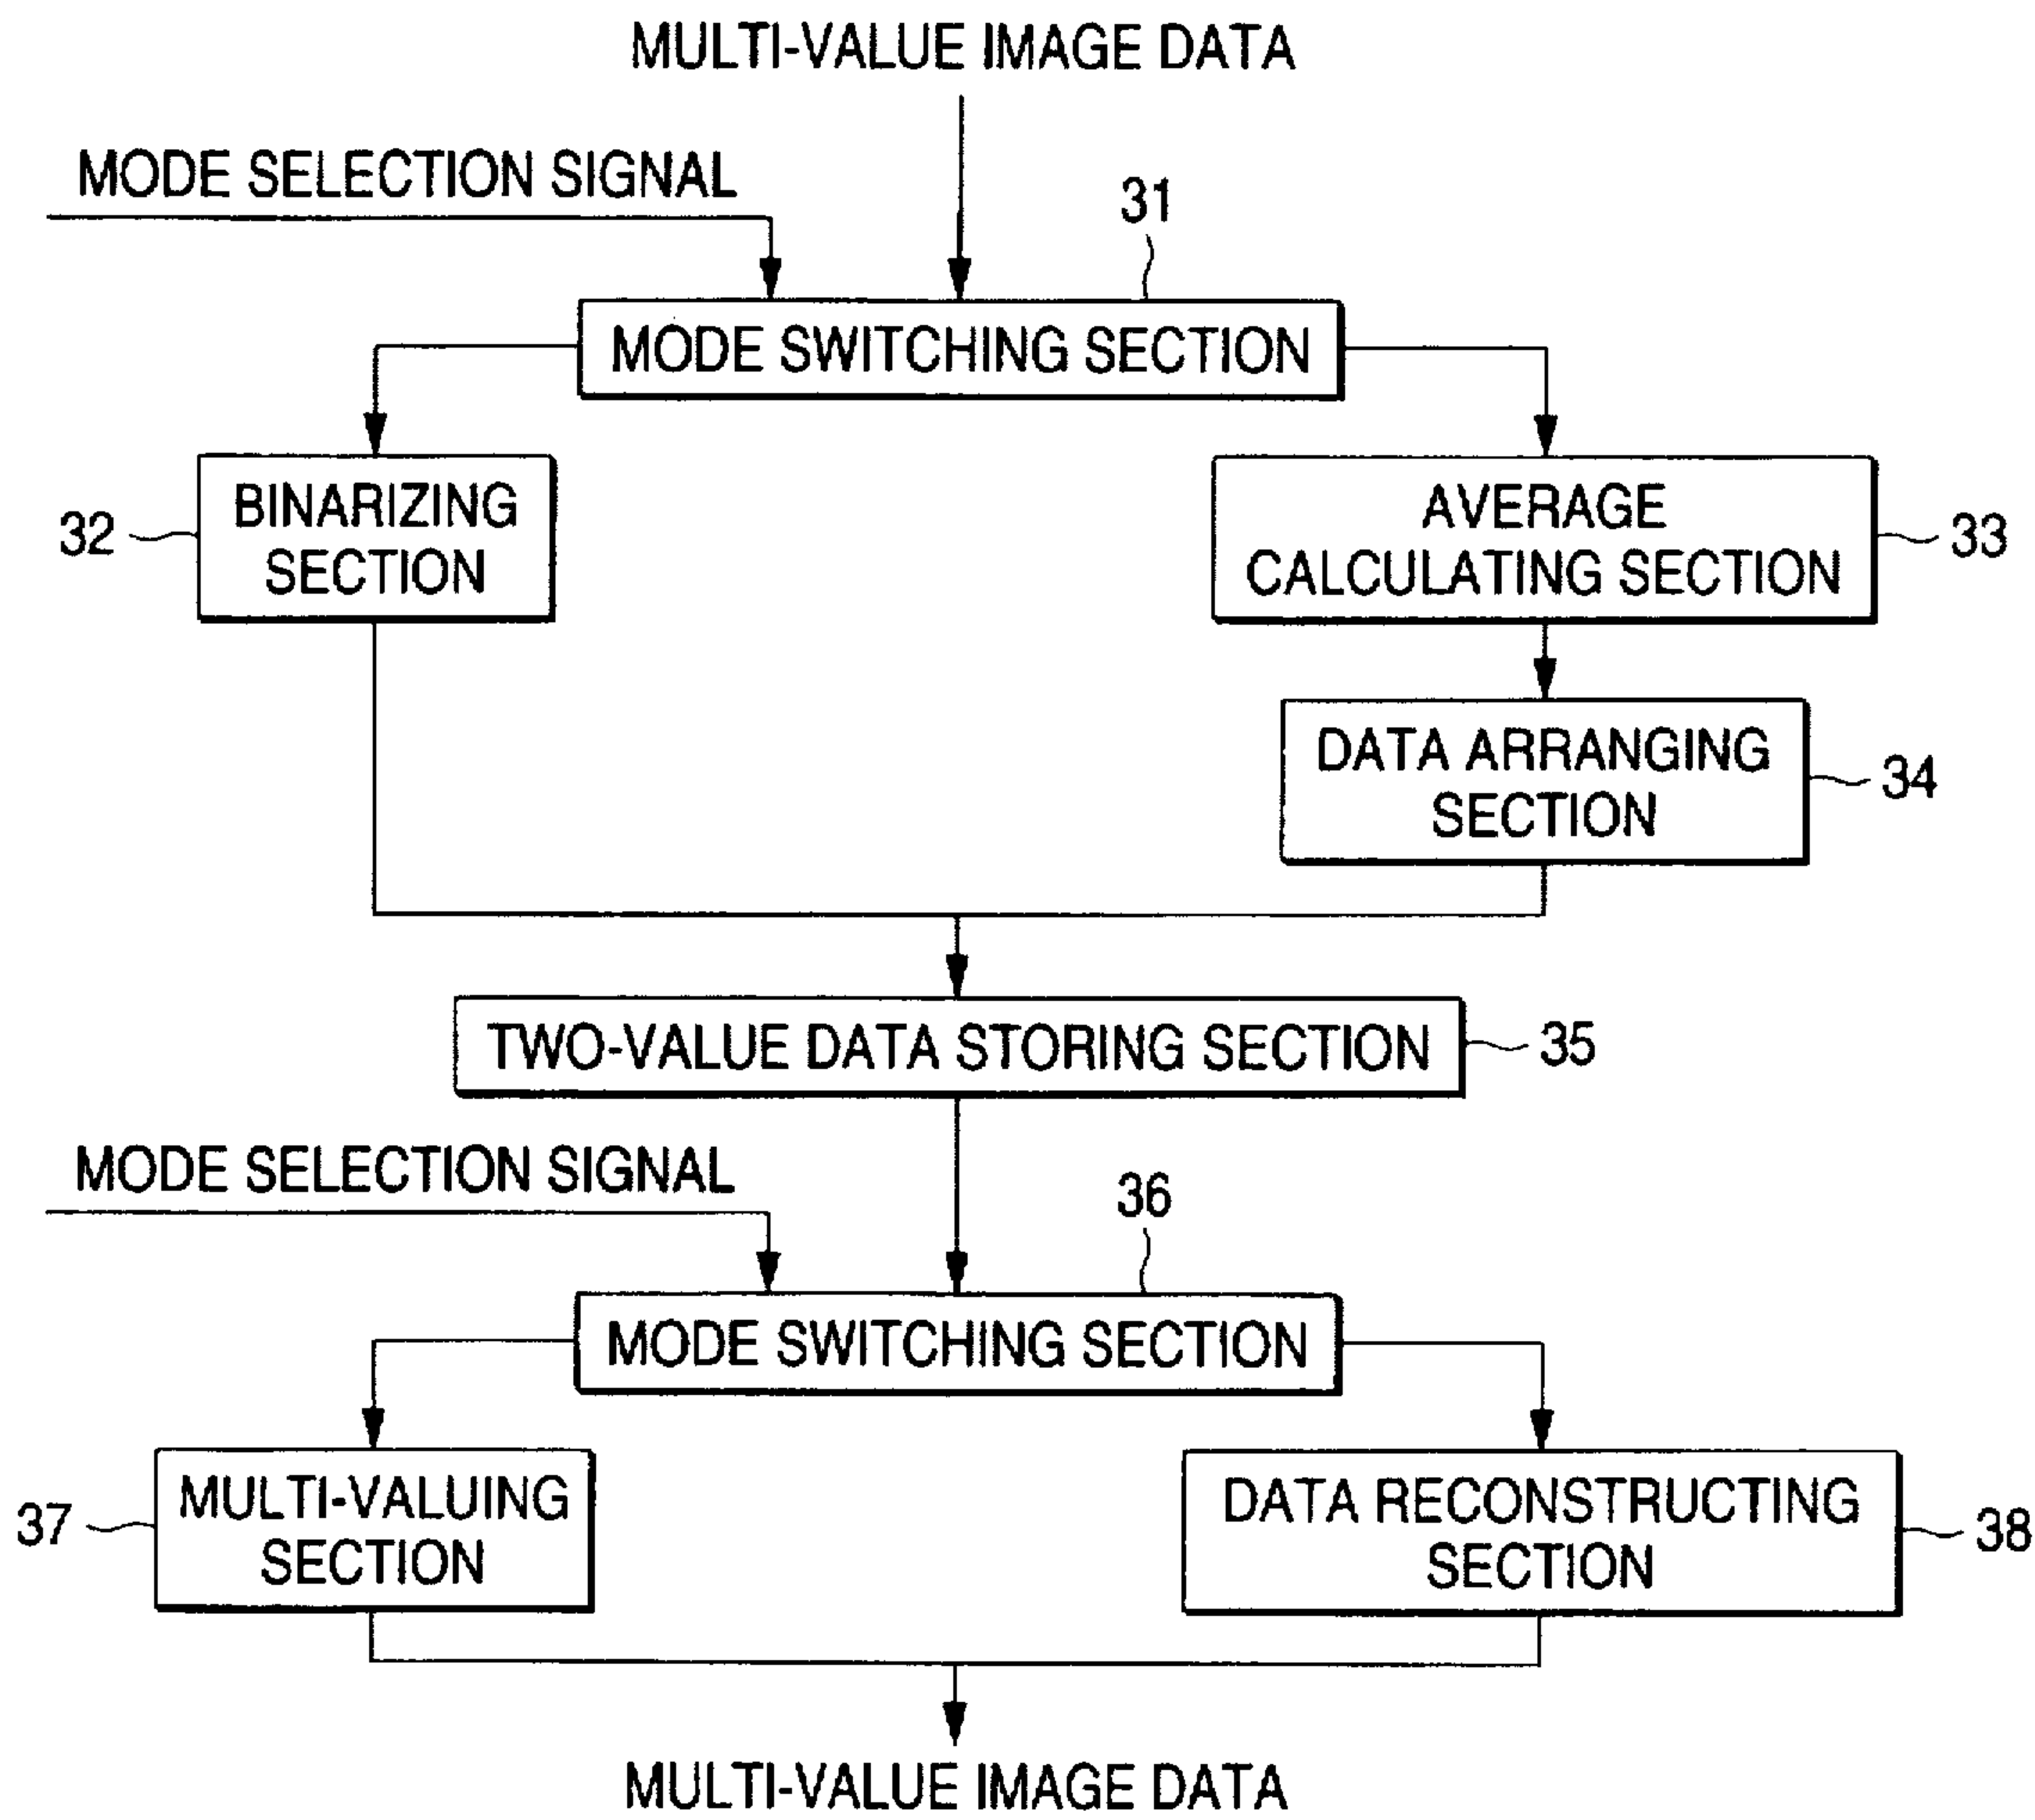 MULTI-VALUE IMAGE DATA
MODE SELECTION SIGNAL
31
MODE SWITCHING SECTION
BINARIZING
SECTION
32
AVERAGE
CALCULATING SECTION
33
DATA ARRANGING
SECTION
34
TWO-VALUE DATA STORING SECTION
35
MODE SELECTION SIGNAL
36
MODE SWITCHING SECTION
MULTI-VALUING
SECTION
37
DATA RECONSTRUCTING
SECTION
38
MULTI-VALUE IMAGE DATA